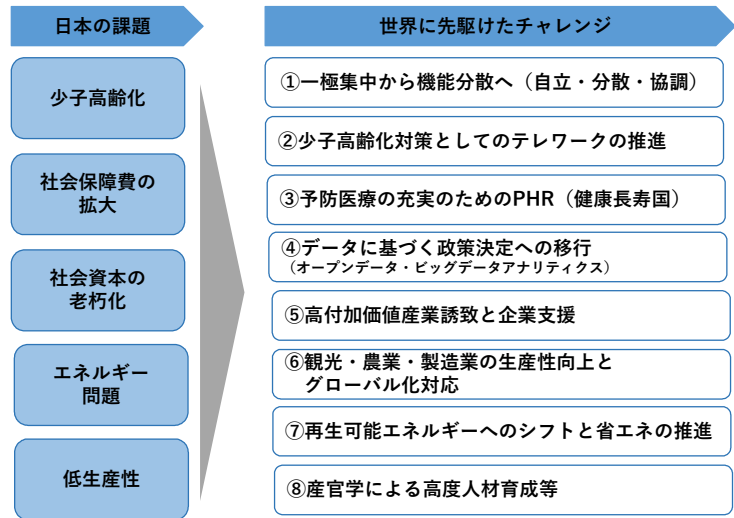 日本の課題
世界に先駆けたチャレンジ
少子高齢化
社会保障費の
拡大
社会資本の
老朽化
エネルギー
問題
低生産性
①一極集中から機能分散へ（自立・分散・協調）
②少子高齢化対策としてのテレワークの推進
③予防医療の充実のためのPHR（健康長寿国）
④データに基づく政策決定への移行
（オープンデータ・ビッグデータアナリティクス）
⑤高付加価値産業誘致と企業支援
⑥観光・農業・製造業の生産性向上と
グローバル化対応
⑦再生可能エネルギーへのシフトと省エネの推進
⑧産官学による高度人材育成等